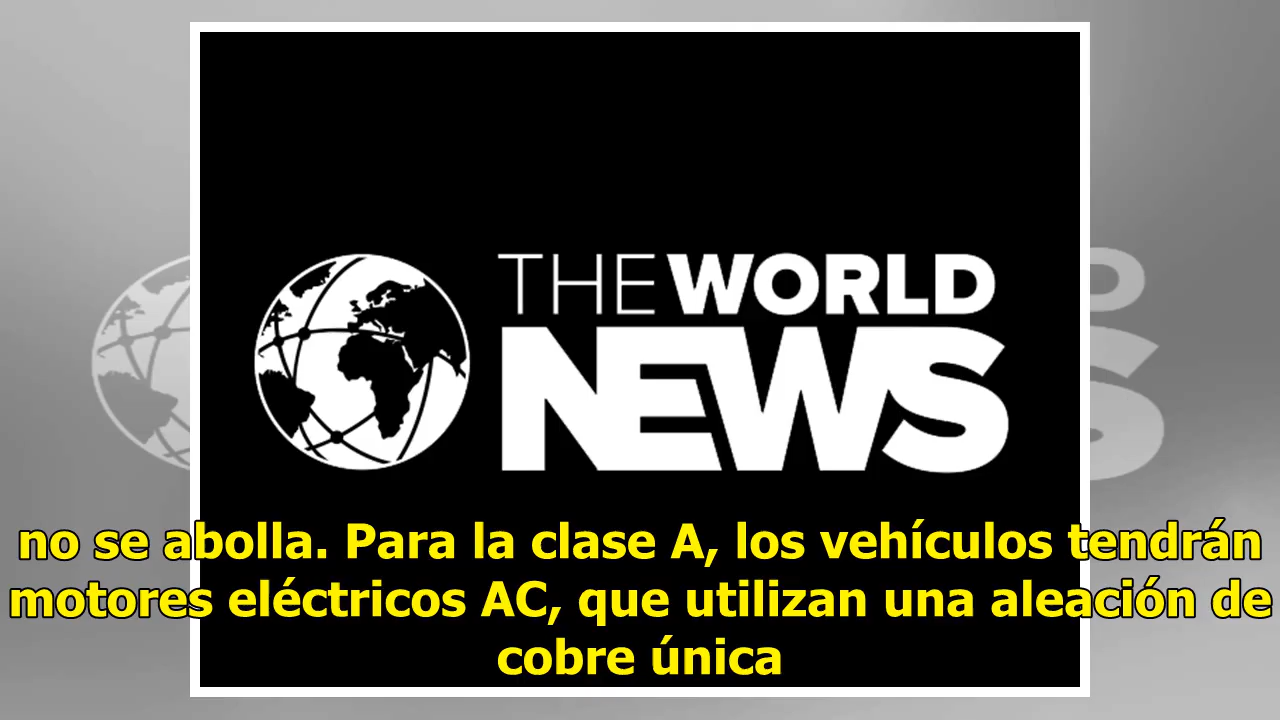 THE WORLD
NEWS
no se abolla. Para la clase A, los vehículos tendrán
motores eléctricos AC, que utilizan una aleación de
cobre única